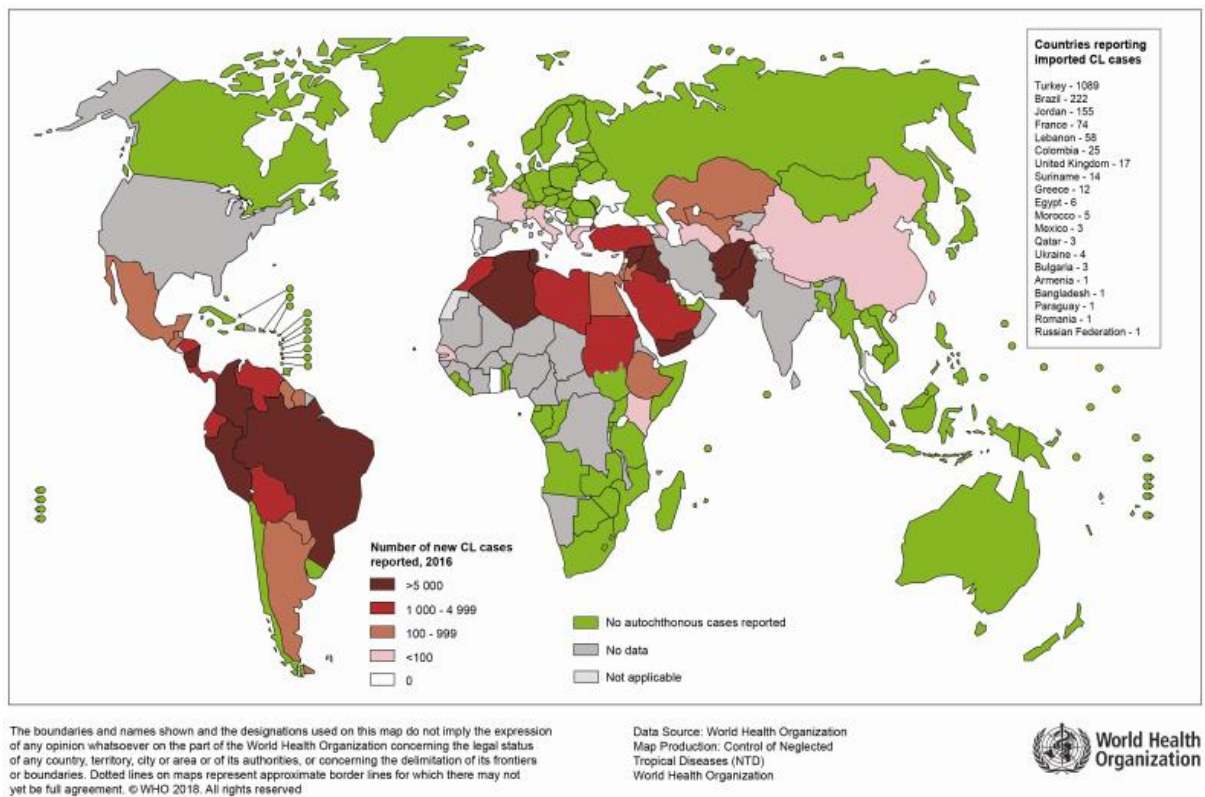 Countries reporting
imported CL cases
Turkey - 1089
Brazil - 222
Jordan - 155
France - 74
Lebanon - 58
Colombia - 25
United Kingdom - 17
Suriname - 14
Greece - 12
Egypt - 6
Morocco - 5
Mexico - 3
Qatar - 3
Ukraine - 4
Bulgaria - 3
Armenia - 1
Bangladesh - 1
Paraguay - 1
Romania - 1
Russian Federation - 1
Number of new CL cases
reported, 2016
>5 000
1 000 - 4 999
100 - 999
<100
0
No autochthonous cases reported
No data
Not applicable
The boundaries and names shown and the designations used on this map do not imply the expression
of any opinion whatsoever on the part of the World Health Organization concerning the legal status
of any country, territory, city or area or of its authorities, or concerning the delimitation of its frontiers
or boundaries. Dotted lines on maps represent approximate border lines for which there may not
yet be full agreement. © WHO 2018. All rights reserved
Data Source: World Health Organization
Map Production: Control of Neglected
Tropical Diseases (NTD)
World Health Organization
World Health
Organization